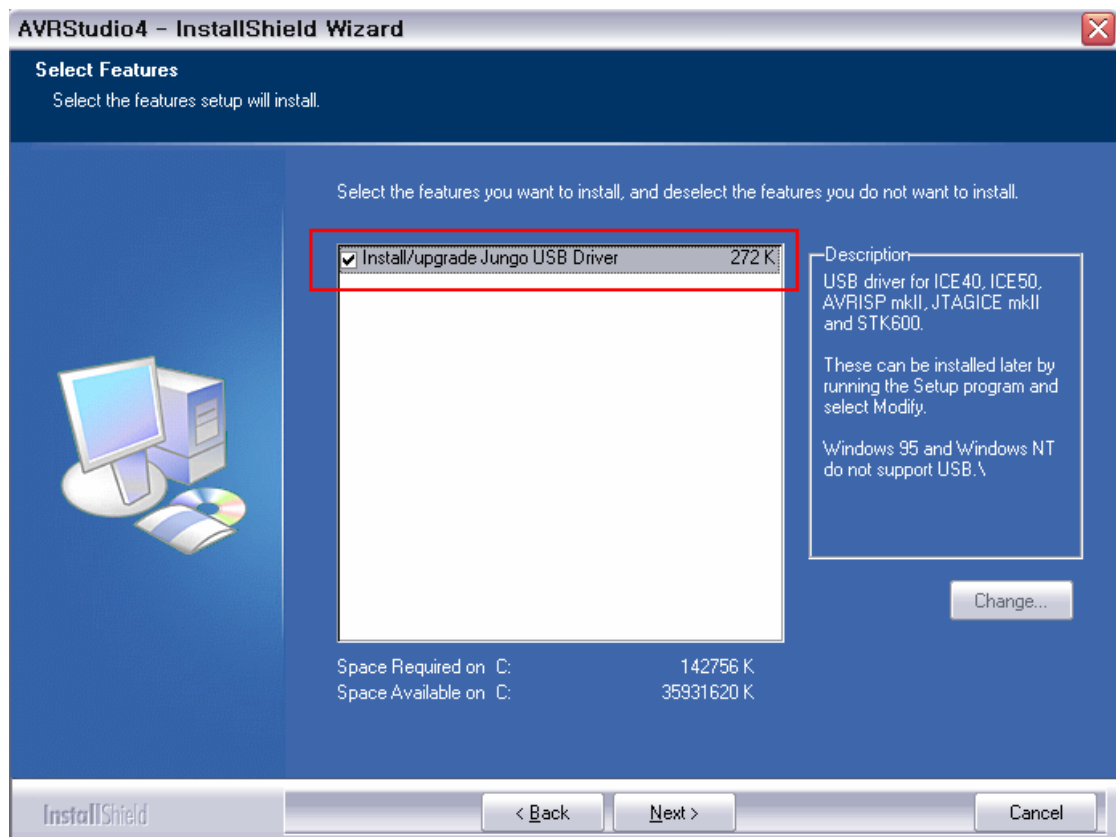 AVRStudio4 - InstallShield Wizard
Select Features
Select the features setup will install.
Select the features you want to install, and deselect the features you do not want to install.
Install/upgrade Jungo USB Driver 272 K
Description
USB driver for ICE40, ICE50,
AVRISP mkII, JTAGICE mkII
and STK600.
These can be installed later by
running the Setup program and
select Modify.
Windows 95 and Windows NT
do not support USB.\
Change...
Space Required on C: 142756 K
Space Available on C: 35931620 K
InstallShield
< Back Next > Cancel